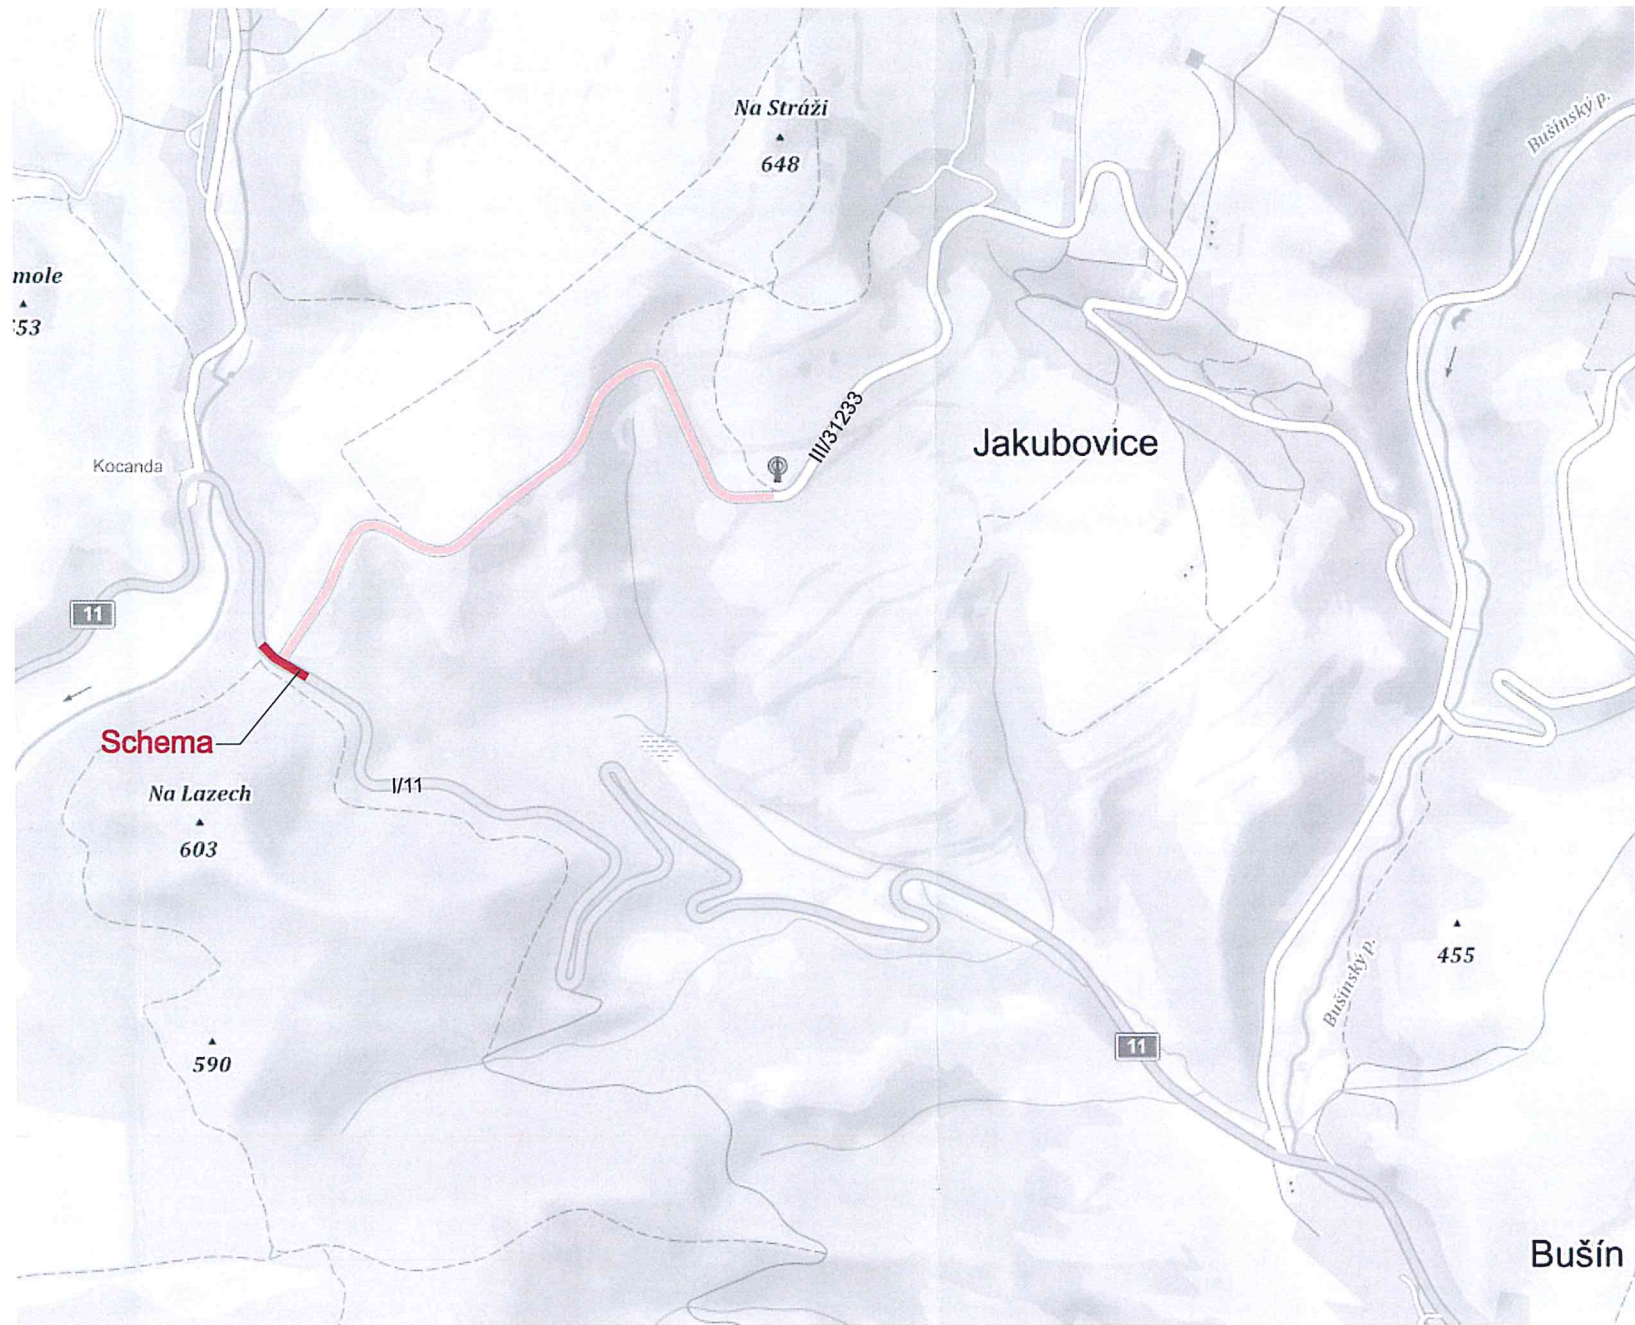 Na Stráži
648
Bušínský p.
mole
53
III/31233
Jakubovice
Kocanda
11
Schema
I/11
Na Lazech
603
455
Bušínský p.
11
590
Bušín